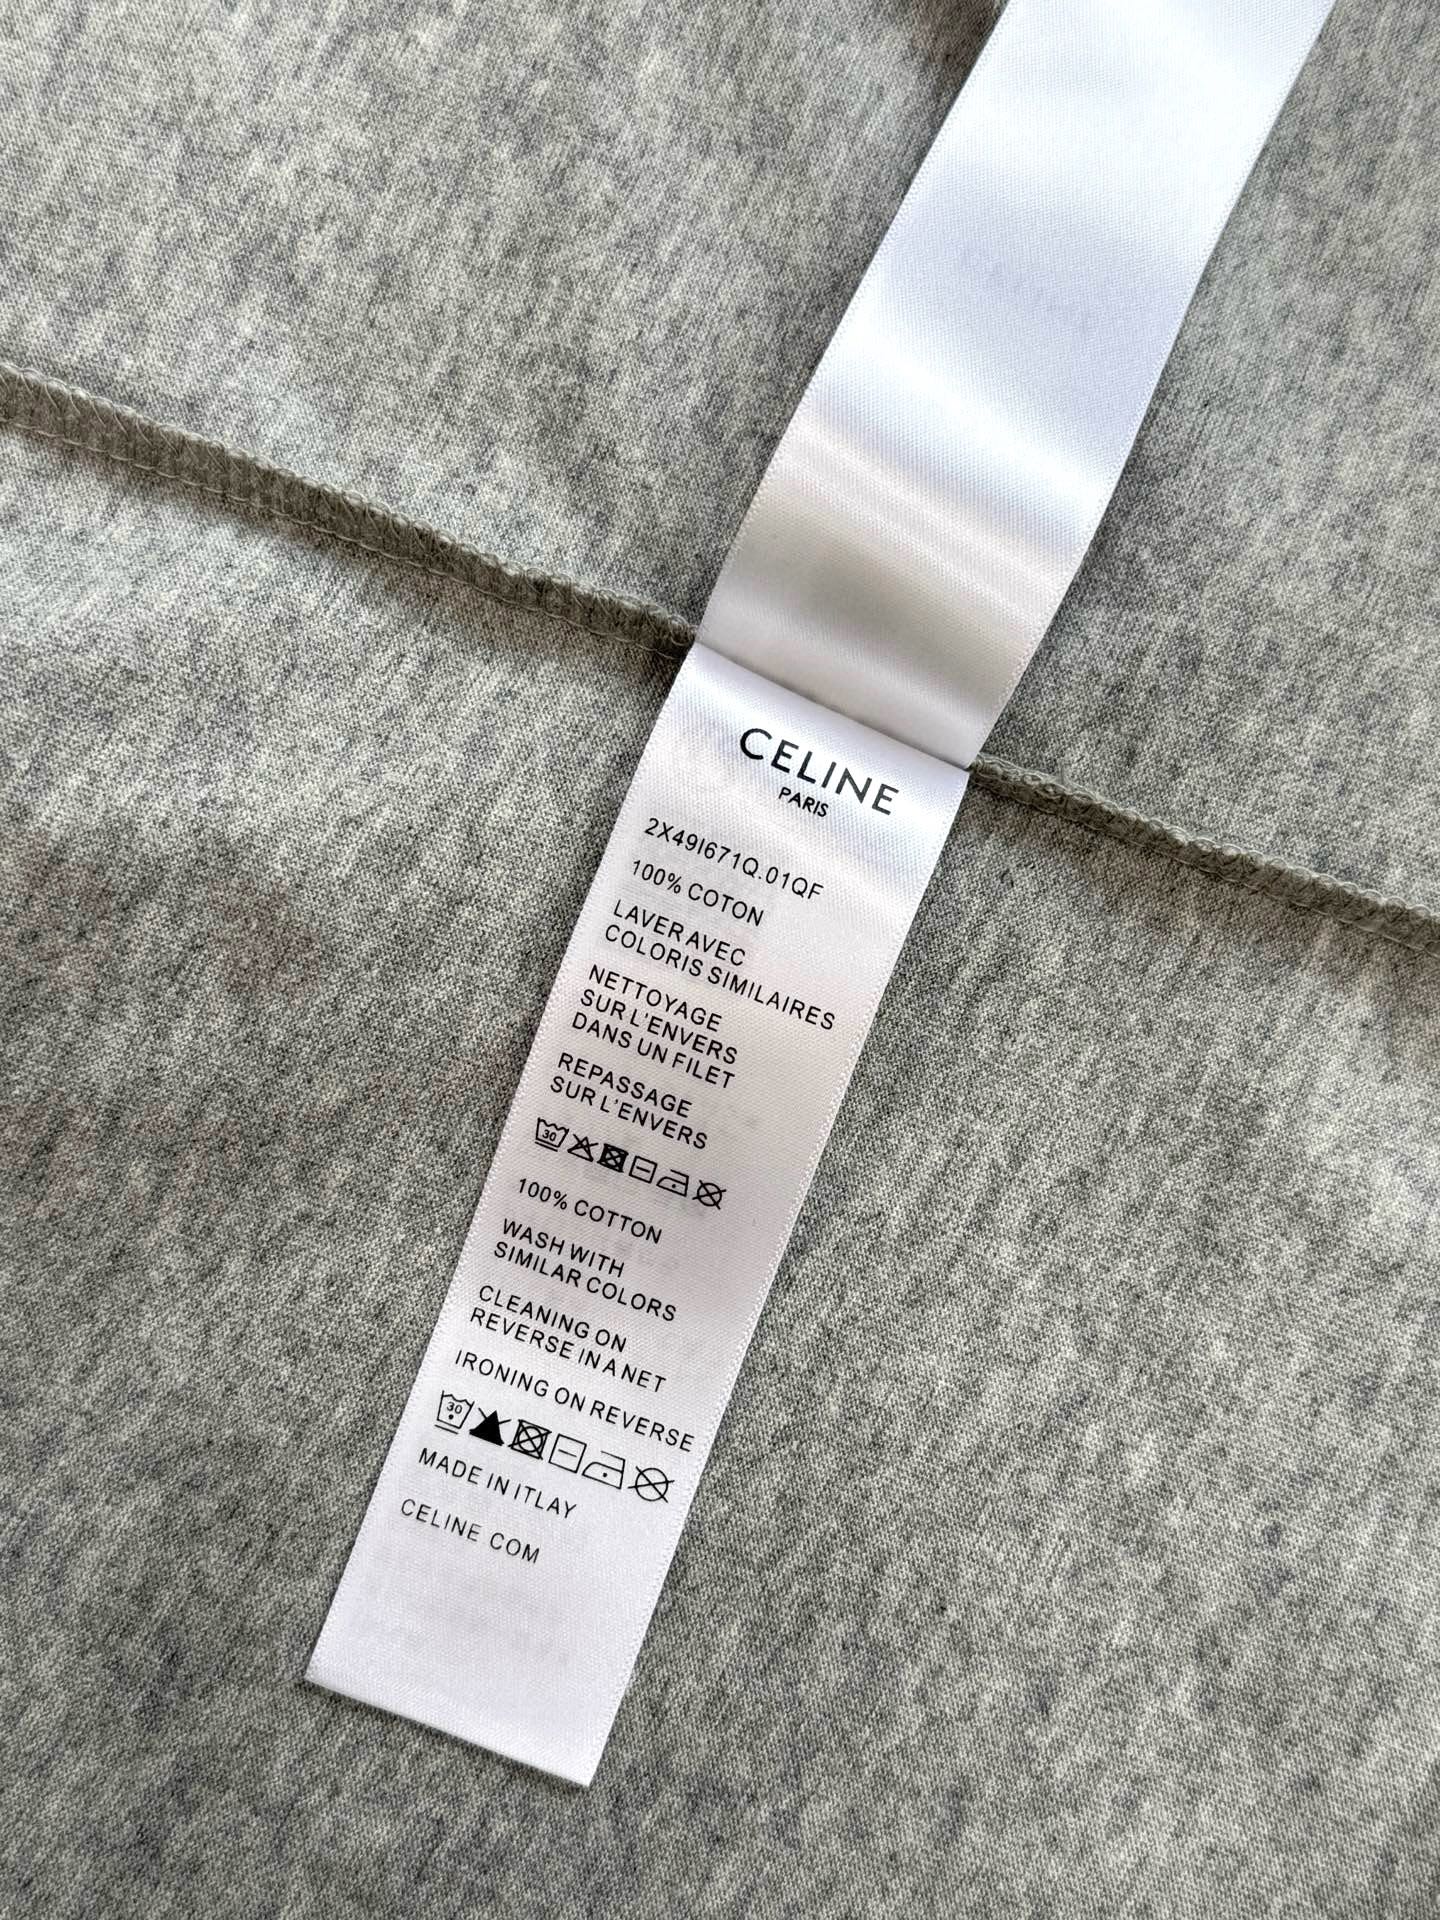 CELINE
PARIS
2X49I671Q.01QF
100% COTON
LAVER AVEC
COLORIS SIMILAIRES
NETTOYAGE
SUR L'ENVERS
DANS UN FILET
REPASSAGE
SUR L'ENVERS
30
100% COTTON
WASH WITH
SIMILAR COLORS
CLEANING ON
REVERSE IN A NET
IRONING ON REVERSE
30
MADE IN ITLAY
CELINE COM